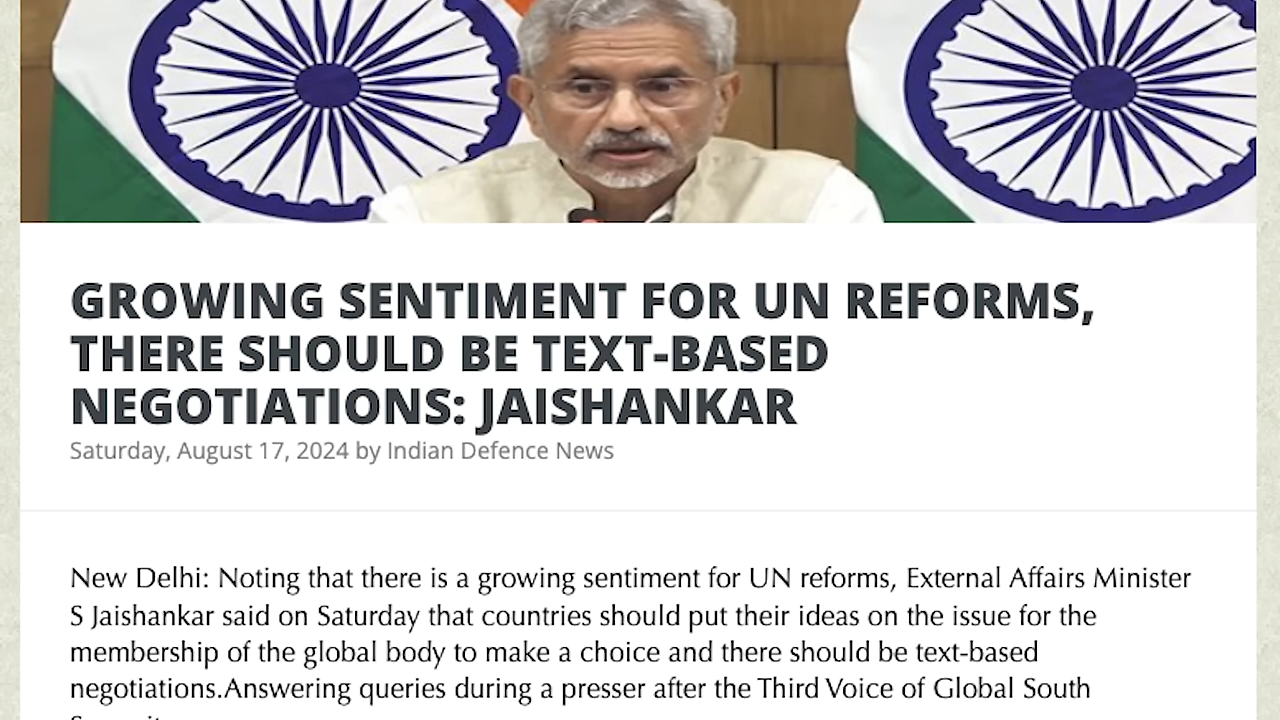 GROWING SENTIMENT FOR UN REFORMS,
THERE SHOULD BE TEXT-BASED
NEGOTIATIONS: JAISHANKAR
Saturday, August 17, 2024 by Indian Defence News
New Delhi: Noting that there is a growing sentiment for UN reforms, External Affairs Minister
S Jaishankar said on Saturday that countries should put their ideas on the issue for the
membership of the global body to make a choice and there should be text-based
negotiations.Answering queries during a presser after the Third Voice of Global South